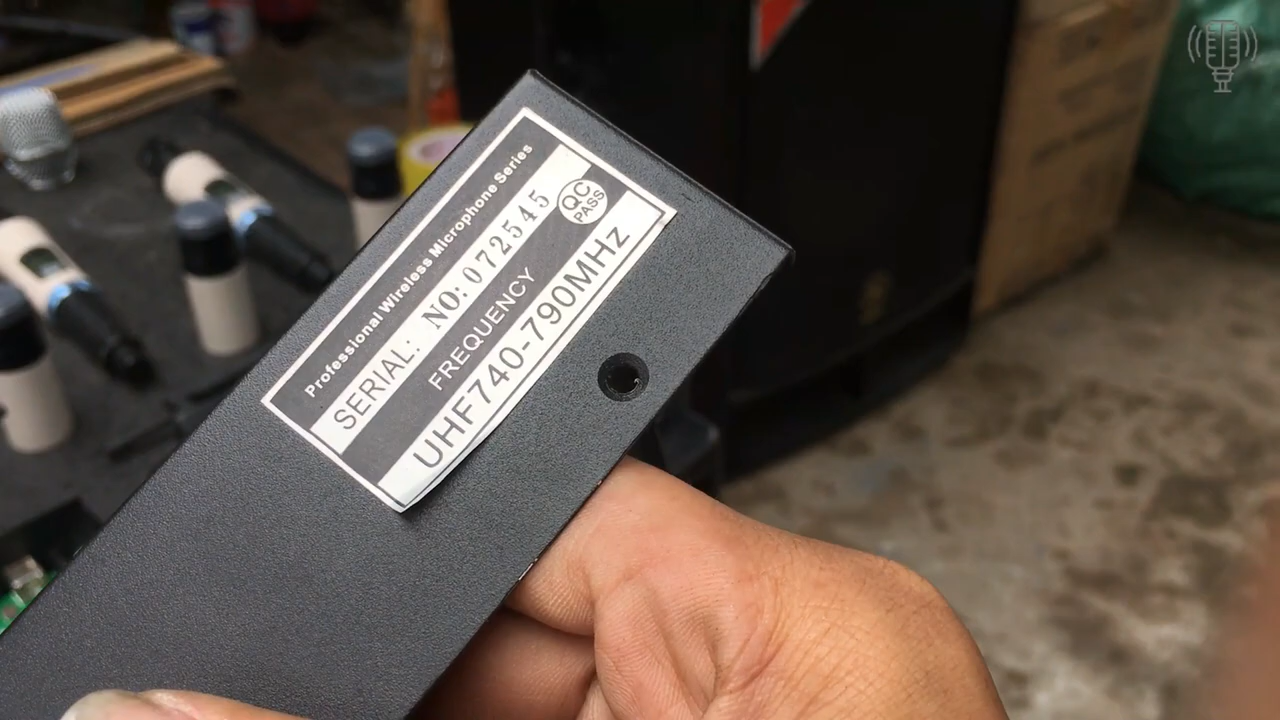 Professional Wireless Microphone Series
SERIAL: NO: 072545
QC
PASS
FREQUENCY
UHF740-790MHz